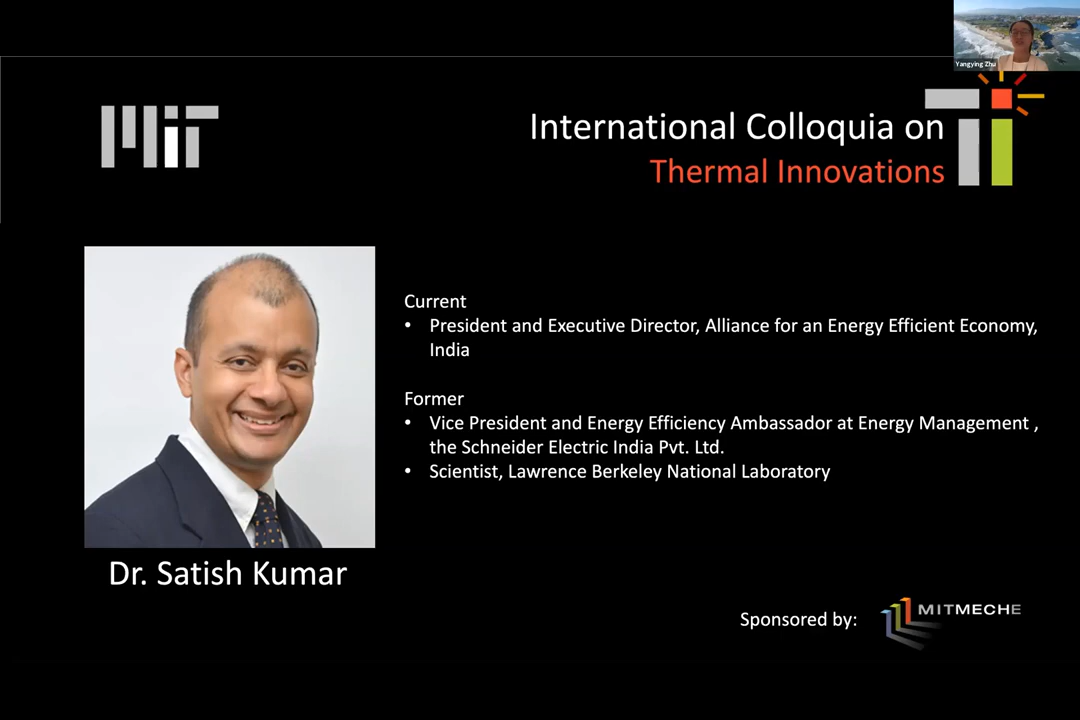 Yangying Zhu
MIT
International Colloquia on
Thermal Innovations
Ti
Current
• President and Executive Director, Alliance for an Energy Efficient Economy,
India
Former
• Vice President and Energy Efficiency Ambassador at Energy Management ,
the Schneider Electric India Pvt. Ltd.
• Scientist, Lawrence Berkeley National Laboratory
Dr. Satish Kumar
Sponsored by:
MITMECHE